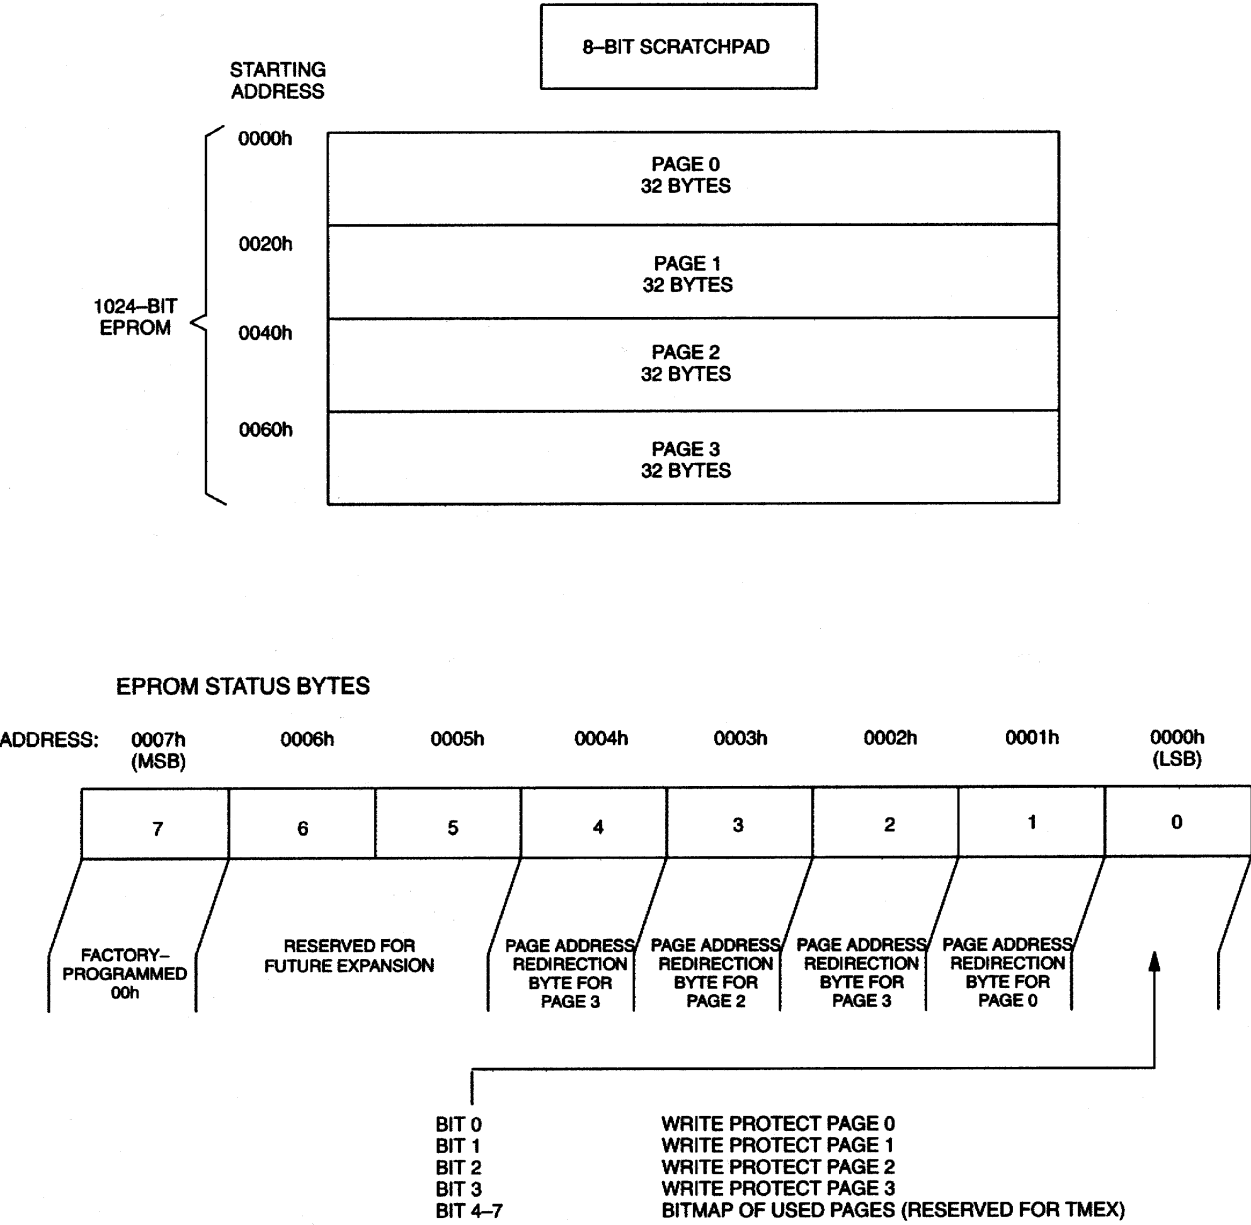 8–BIT SCRATCHPAD
STARTING
ADDRESS
0000h
PAGE 0
32 BYTES
0020h
PAGE 1
32 BYTES
1024–BIT
EPROM
0040h
PAGE 2
32 BYTES
0060h
PAGE 3
32 BYTES
EPROM STATUS BYTES
ADDRESS: 0007h 0006h 0005h 0004h 0003h 0002h 0001h 0000h
(MSB) (LSB)
7 6 5 4 3 2 1 0
FACTORY–
PROGRAMMED
00h
RESERVED FOR
FUTURE EXPANSION
PAGE ADDRESS
REDIRECTION
BYTE FOR
PAGE 3
PAGE ADDRESS
REDIRECTION
BYTE FOR
PAGE 2
PAGE ADDRESS
REDIRECTION
BYTE FOR
PAGE 3
PAGE ADDRESS
REDIRECTION
BYTE FOR
PAGE 0
BIT 0 WRITE PROTECT PAGE 0
BIT 1 WRITE PROTECT PAGE 1
BIT 2 WRITE PROTECT PAGE 2
BIT 3 WRITE PROTECT PAGE 3
BIT 4–7 BITMAP OF USED PAGES (RESERVED FOR TMEX)